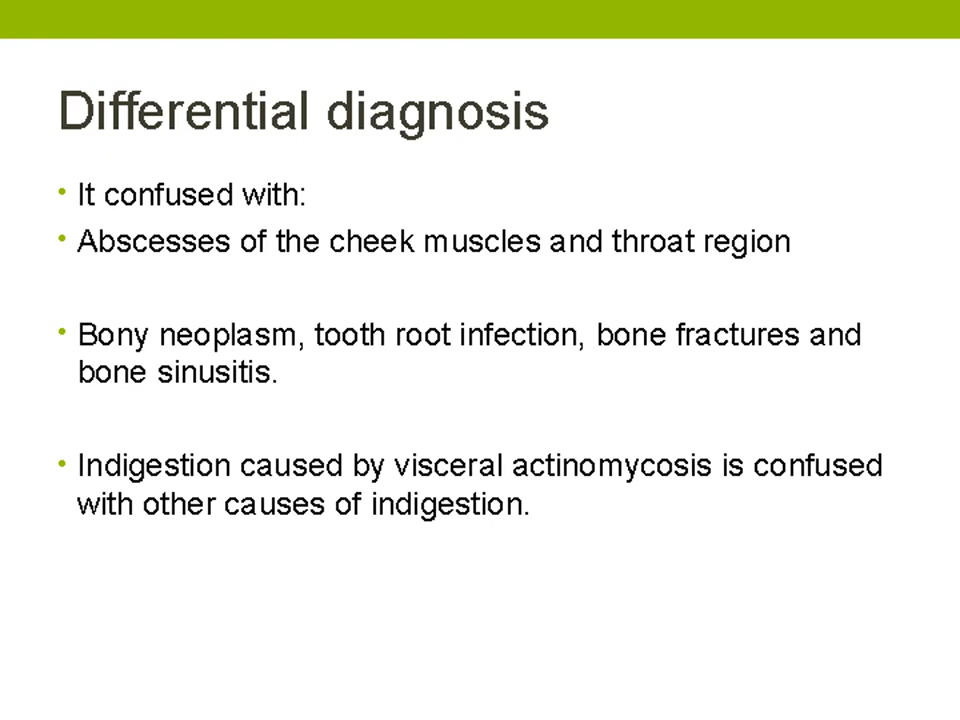 Differential diagnosis
• It confused with:
• Abscesses of the cheek muscles and throat region
• Bony neoplasm, tooth root infection, bone fractures and
bone sinusitis.
• Indigestion caused by visceral actinomycosis is confused
with other causes of indigestion.